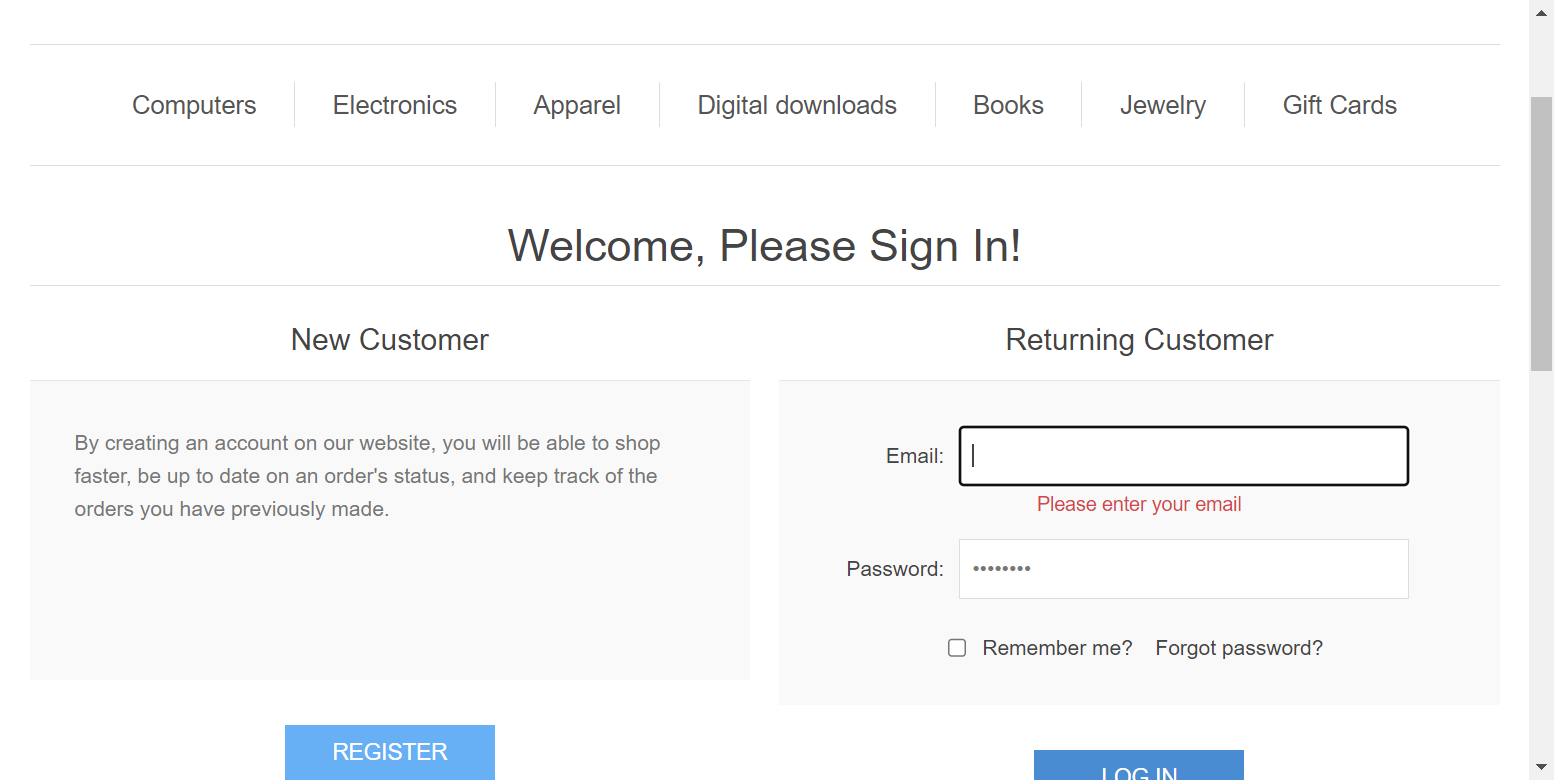 Computers Electronics Apparel Digital downloads Books Jewelry Gift Cards
Welcome, Please Sign In!
New Customer
By creating an account on our website, you will be able to shop
faster, be up to date on an order's status, and keep track of the
orders you have previously made.
REGISTER
Returning Customer
Email:
Please enter your email
Password: ••••••••
Remember me? Forgot password?
LOG IN